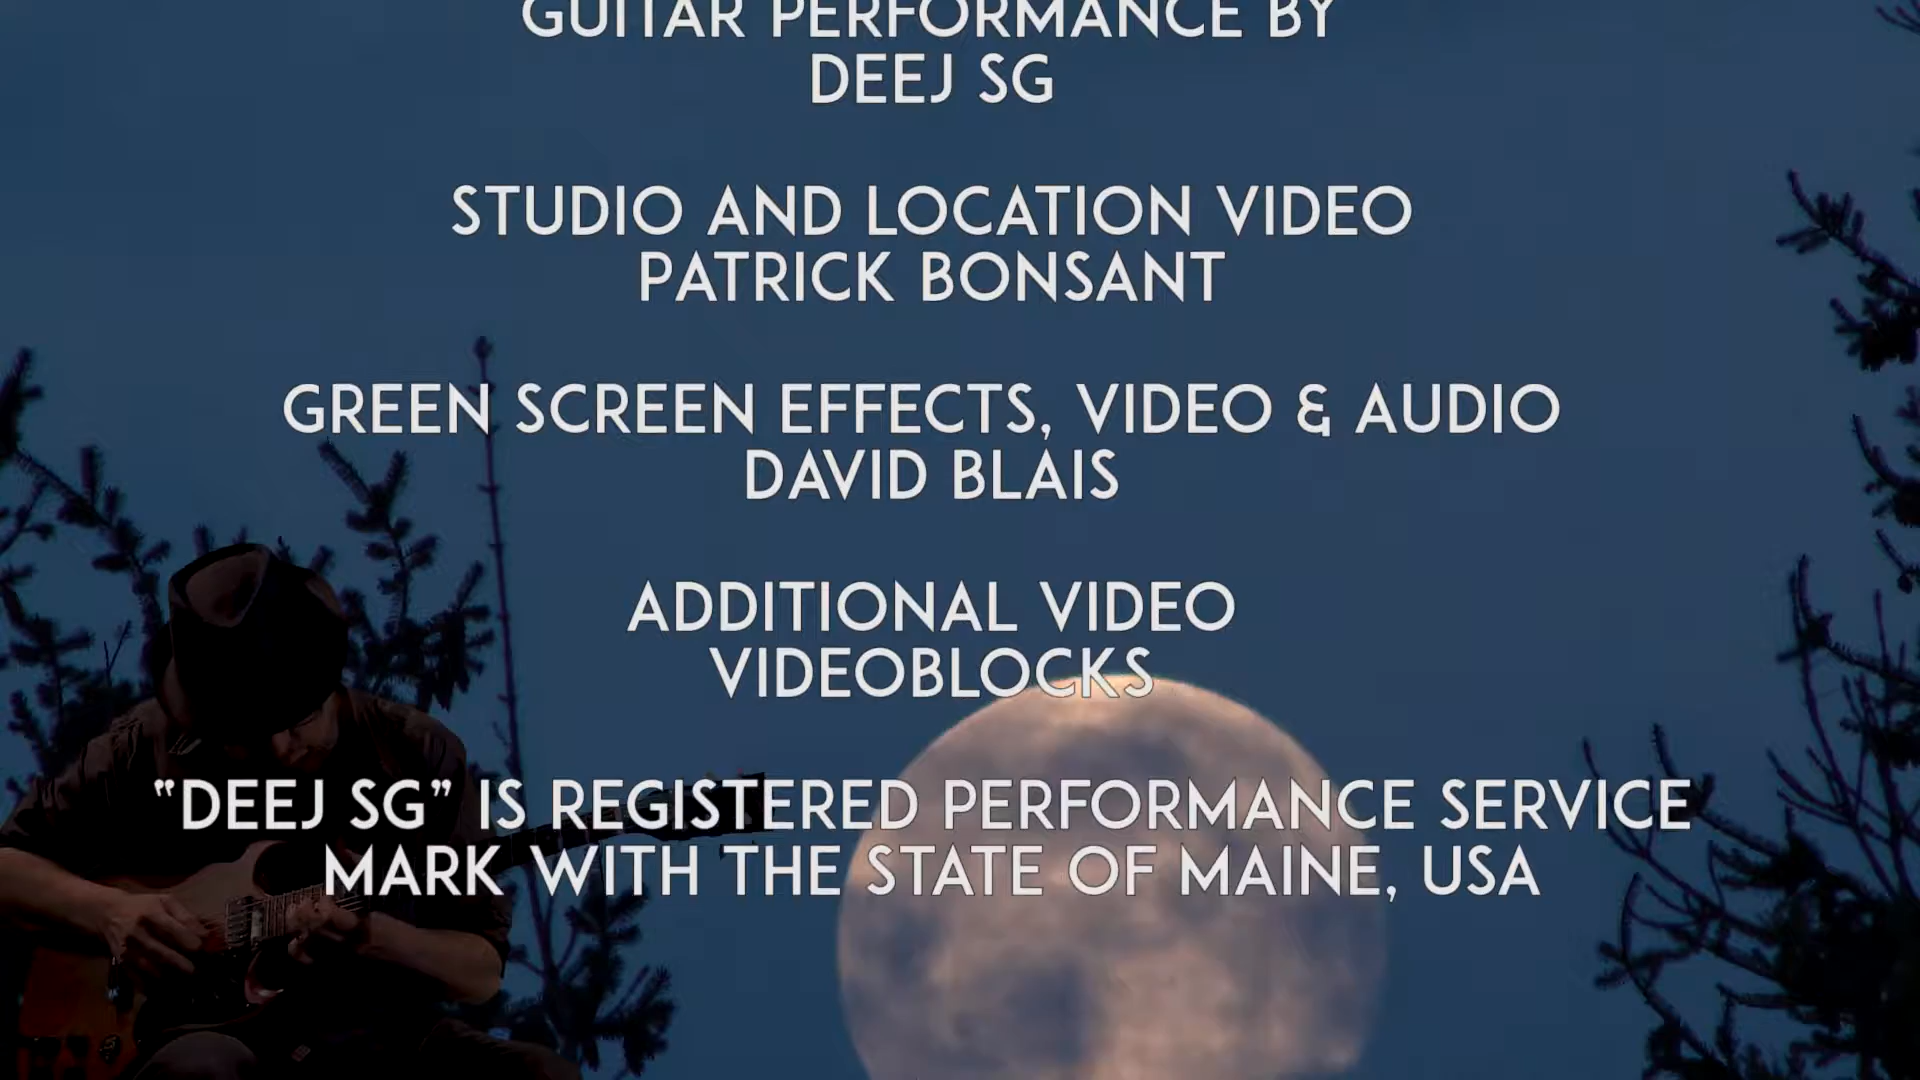 GUITAR PERFORMANCE BY
DEEJ SG
STUDIO AND LOCATION VIDEO
PATRICK BONSANT
GREEN SCREEN EFFECTS, VIDEO & AUDIO
DAVID BLAIS
ADDITIONAL VIDEO
VIDEOBLOCKS
“DEEJ SG” IS REGISTERED PERFORMANCE SERVICE
MARK WITH THE STATE OF MAINE, USA